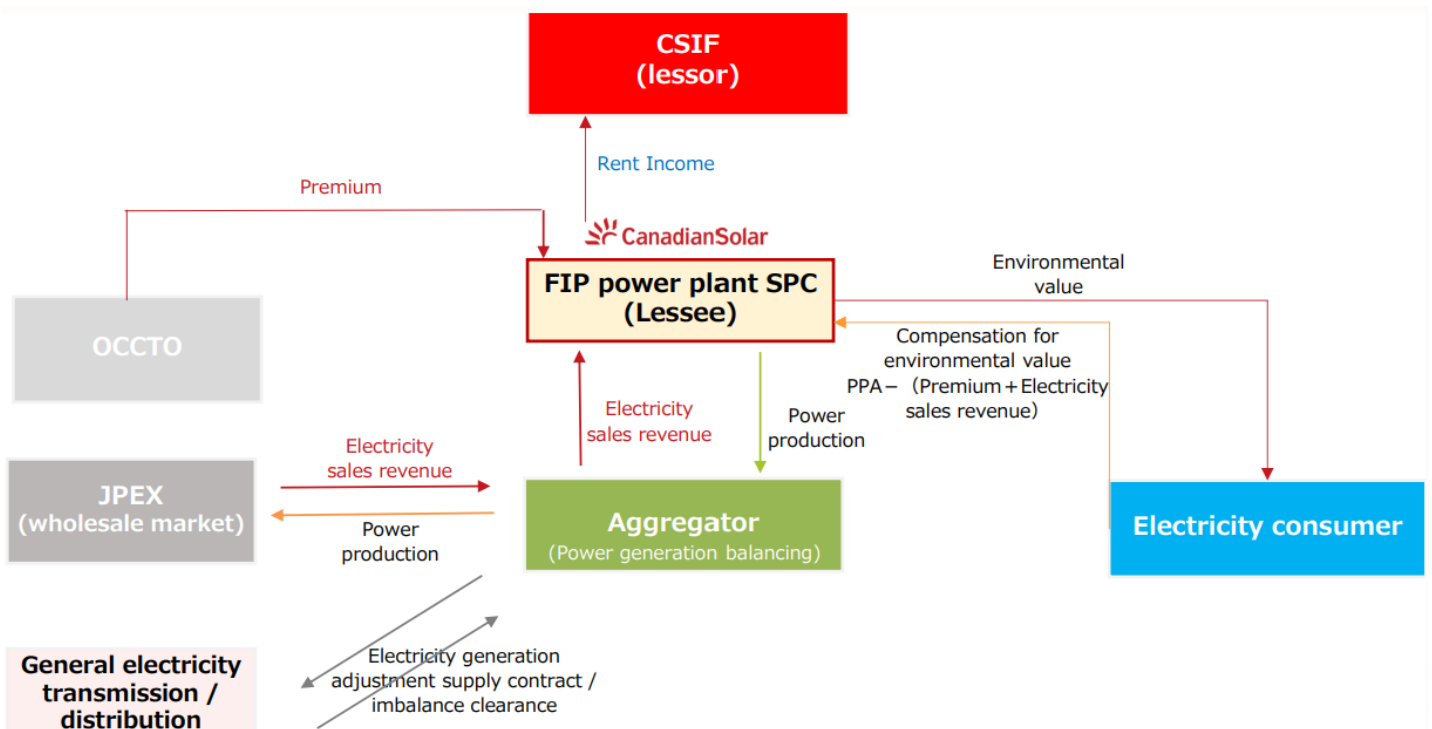 CSIF
(lessor)
Rent Income
Premium
CanadianSolar
FIP power plant SPC
(Lessee)
Environmental
value
OCCTO
Compensation for
environmental value
PPA－（Premium＋Electricity
sales revenue）
Electricity
sales revenue
Power
production
Electricity
sales revenue
JPEX
(wholesale market)
Power
production
Aggregator
(Power generation balancing)
Electricity consumer
General electricity
transmission /
distribution
Electricity generation
adjustment supply contract /
imbalance clearance